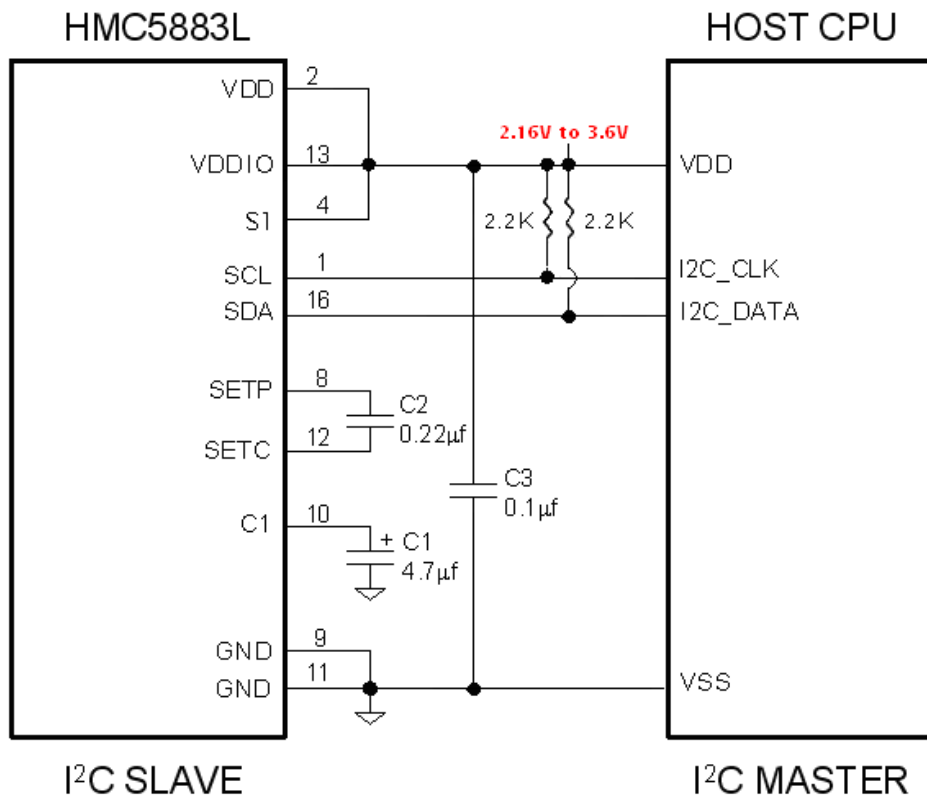 HMC5883L
HOST CPU
VDD
2
2.16V to 3.6V
VDDIO
13
VDD
S1
4
2.2K
2.2K
SCL
1
I2C_CLK
SDA
16
I2C_DATA
SETP
8
C2
0.22µf
SETC
12
C3
0.1µf
C1
10
+
C1
4.7µf
GND
9
GND
11
VSS
I²C SLAVE
I²C MASTER